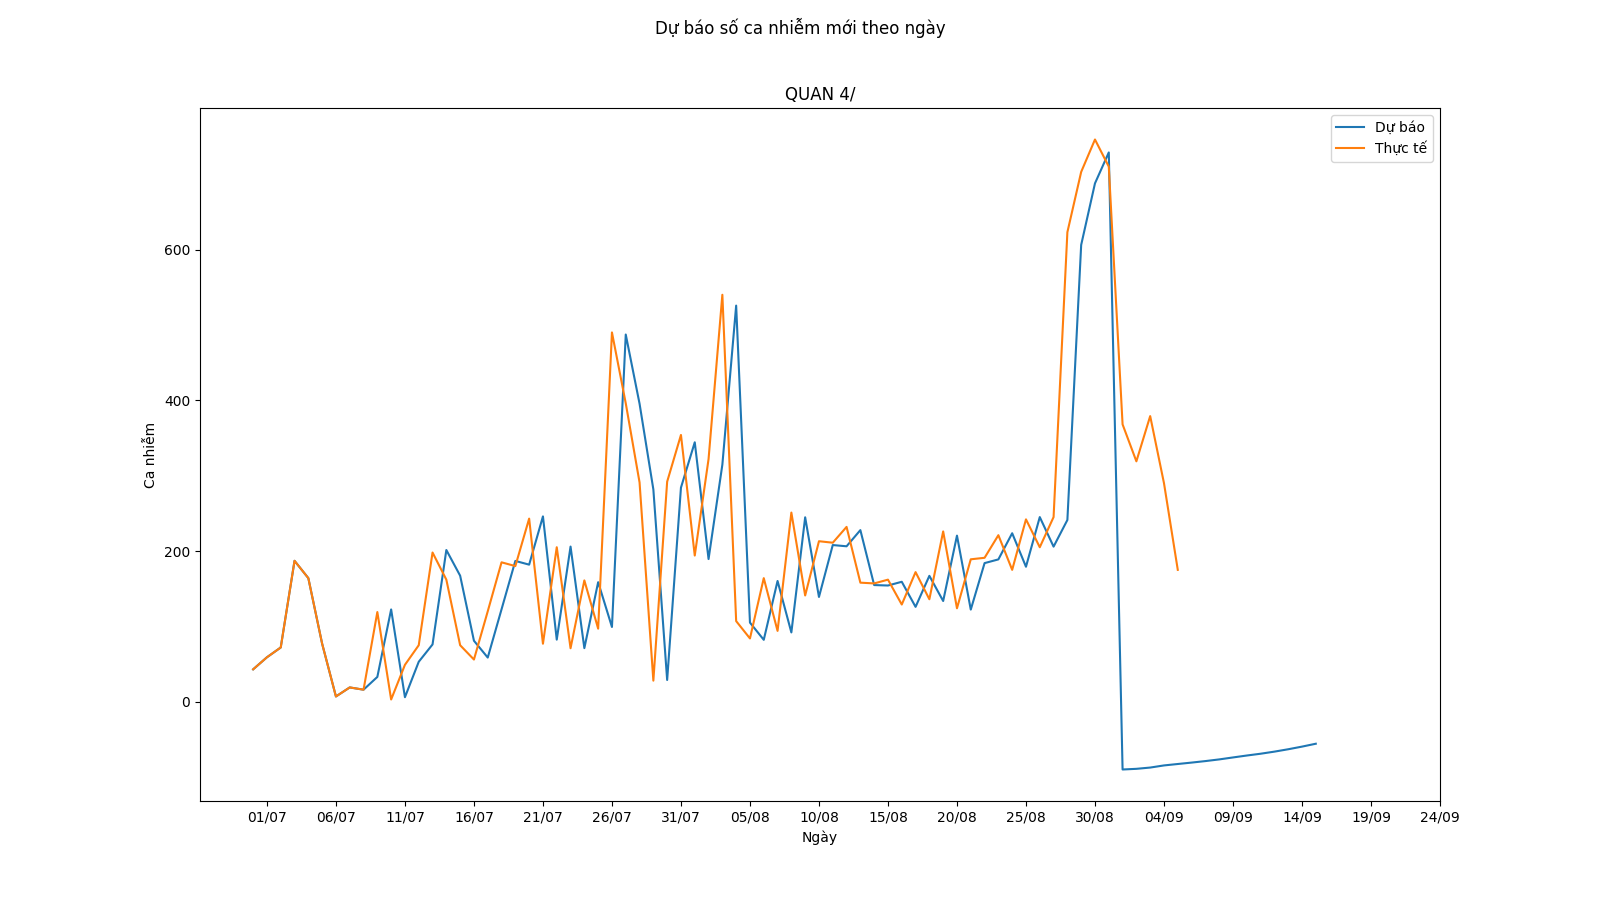 Dự báo số ca nhiễm mới theo ngày
QUAN 4/
Dự báo
Thực tế
600
400
200
0
Ca nhiễm
01/07 06/07 11/07 16/07 21/07 26/07 31/07 05/08 10/08 15/08 20/08 25/08 30/08 04/09 09/09 14/09 19/09 24/09
Ngày